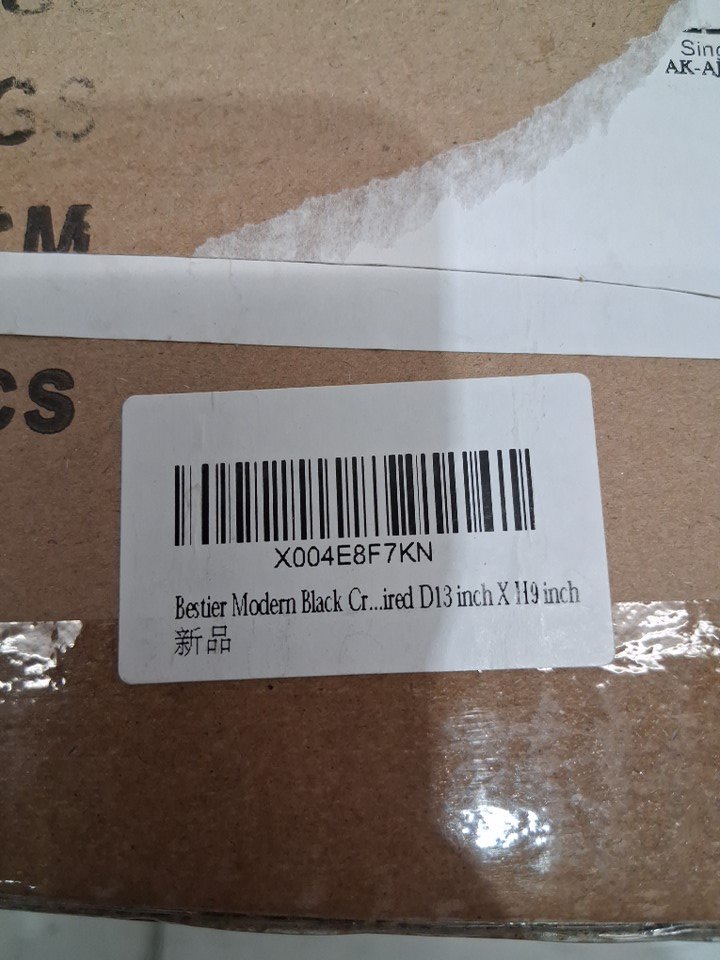 Sing
AK-A
GS
CM
CS
X004E8F7KN
Bestier Modern Black Cr...ired D13 inch X H9 inch
新品